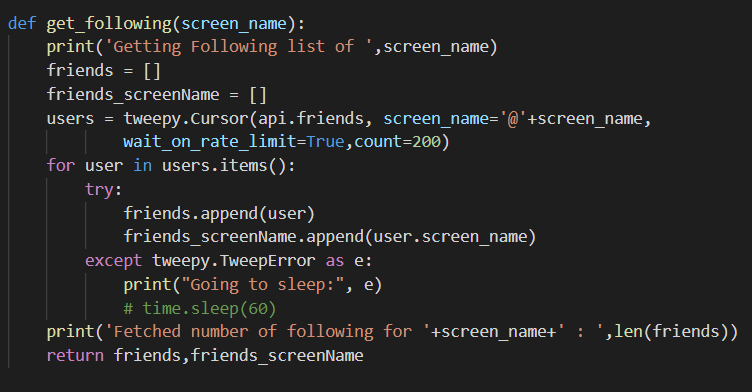 def get_following(screen_name):
    print('Getting Following list of ',screen_name)
    friends = []
    friends_screenName = []
    users = tweepy.Cursor(api.friends, screen_name='@'+screen_name,
            wait_on_rate_limit=True,count=200)
    for user in users.items():
        try:
            friends.append(user)
            friends_screenName.append(user.screen_name)
        except tweepy.TweepError as e:
            print("Going to sleep:", e)
            # time.sleep(60)
    print('Fetched number of following for '+screen_name+' : ',len(friends))
    return friends,friends_screenName